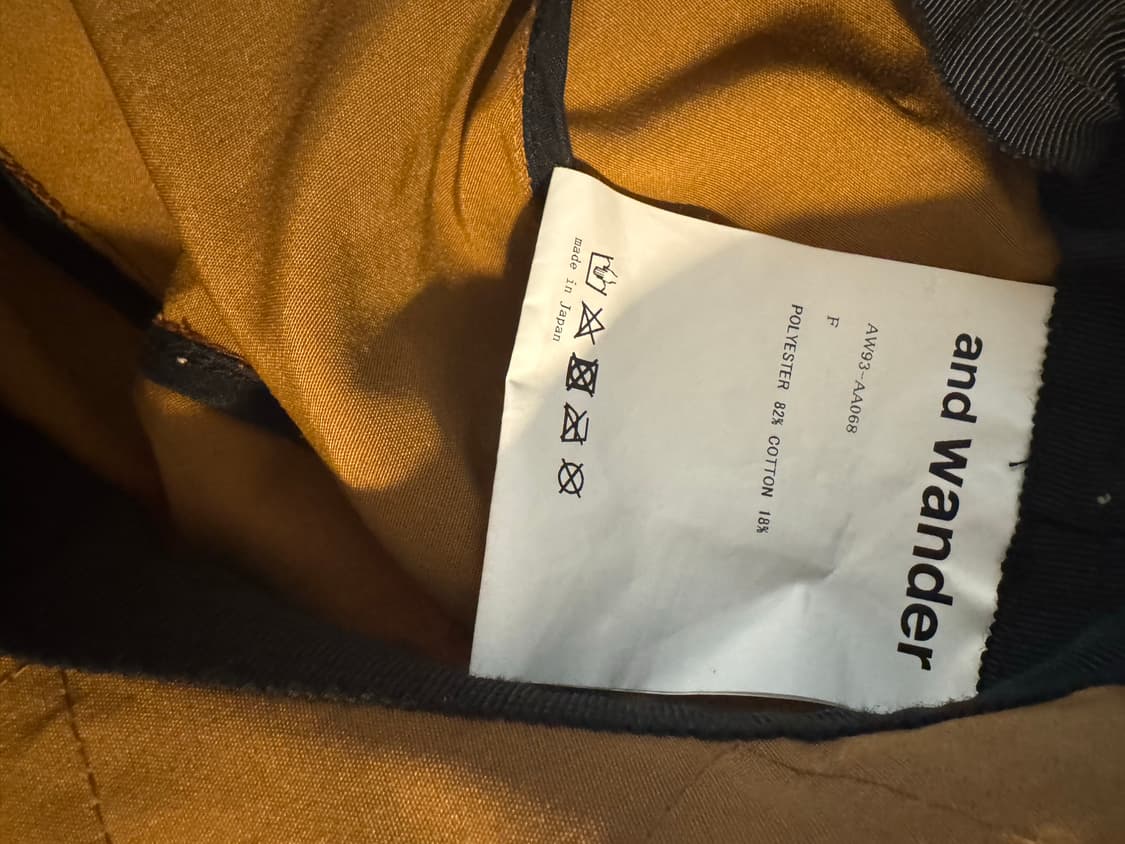 and wander
AW93-AA068
F
POLYESTER 82% COTTON 18%
made in Japan